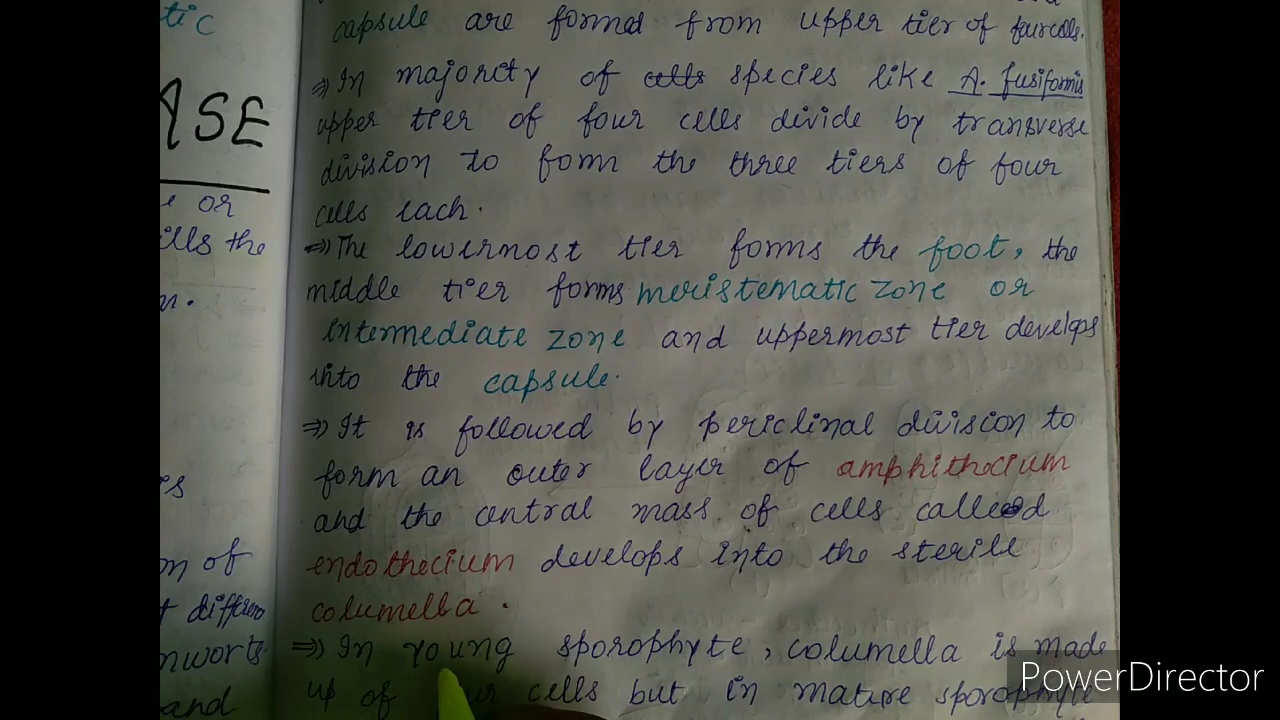 tic
ASE
or
ills the
n.
es
m of
t differen
nworts
and
capsule are formed from upper tier of four cells.
⇒ In majority of cells species like A. fusiformis
upper tier of four cells divide by transverse
division to form the three tiers of four
cells each.
⇒ The lowermost tier forms the foot, the
middle tier forms meristematic zone or
intermediate zone and uppermost tier develops
into the capsule.
⇒ It is followed by periclinal division to
form an outer layer of amphithecium
and the central mass of cells called
endothecium develops into the sterile
columella.
⇒ In young sporophyte, columella is made
up of cells but in mature sporophyte
PowerDirector